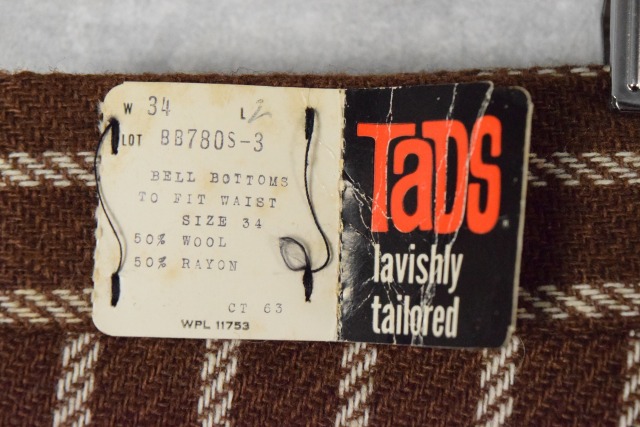 W 34 L
LOT BB780S-3
BELL BOTTOMS
TO FIT WAIST
SIZE 34
50% WOOL
50% RAYON
CT 63
WPL 11753
TaDS
lavishly
tailored